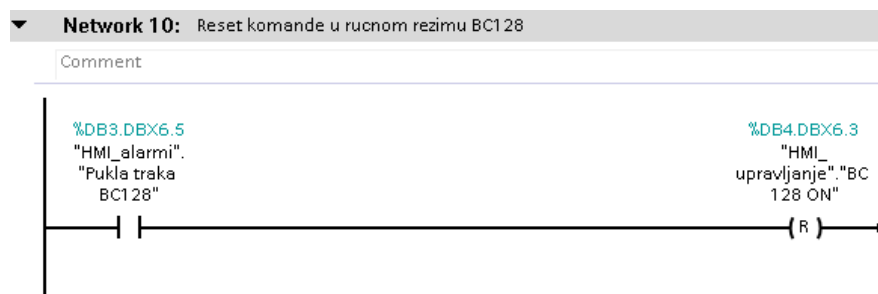 Network 10: Reset komande u rucnom rezimu BC128
Comment
%DB3.DBX6.5
"HMI_alarmi".
"Pukla traka
BC128"
%DB4.DBX6.3
"HMI_
upravljanje"."BC
128 ON"
R